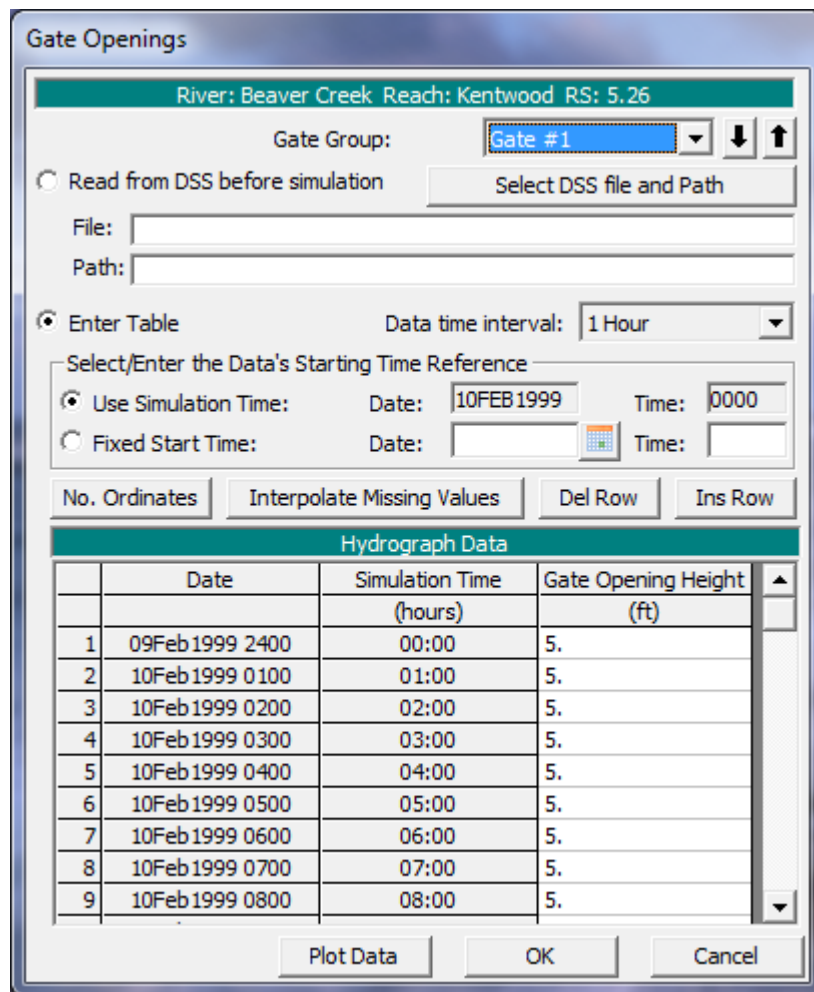 Gate Openings
River: Beaver Creek Reach: Kentwood RS: 5.26
Gate Group: Gate #1
Read from DSS before simulation Select DSS file and Path
File:
Path:
Enter Table Data time interval: 1 Hour
Select/Enter the Data's Starting Time Reference
Use Simulation Time: Date: 10FEB1999 Time: 0000
Fixed Start Time: Date: Time:
No. Ordinates Interpolate Missing Values Del Row Ins Row
Hydrograph Data
Date Simulation Time Gate Opening Height
(hours) (ft)
1 09Feb1999 2400 00:00 5.
2 10Feb1999 0100 01:00 5.
3 10Feb1999 0200 02:00 5.
4 10Feb1999 0300 03:00 5.
5 10Feb1999 0400 04:00 5.
6 10Feb1999 0500 05:00 5.
7 10Feb1999 0600 06:00 5.
8 10Feb1999 0700 07:00 5.
9 10Feb1999 0800 08:00 5.
Plot Data OK Cancel